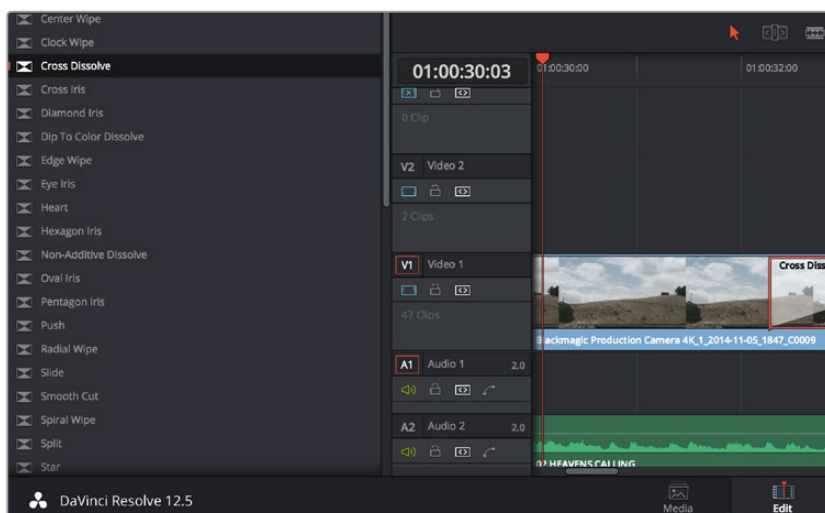 Center Wipe
Clock Wipe
Cross Dissolve
Cross Iris
Diamond Iris
Dip To Color Dissolve
Edge Wipe
Eye Iris
Heart
Hexagon Iris
Non-Additive Dissolve
Oval Iris
Pentagon Iris
Push
Radial Wipe
Slide
Smooth Cut
Spiral Wipe
Split
Star
01:00:30:03
01:00:30:00
01:00:32:00
0 Clip
V2 Video 2
2 Clips
V1 Video 1
47 Clips
Cross Diss
Blackmagic Production Camera 4K_1_2014-11-05_1847_C0009
A1 Audio 1 2.0
A2 Audio 2 2.0
02 HEAVENS CALLING
DaVinci Resolve 12.5
Media
Edit